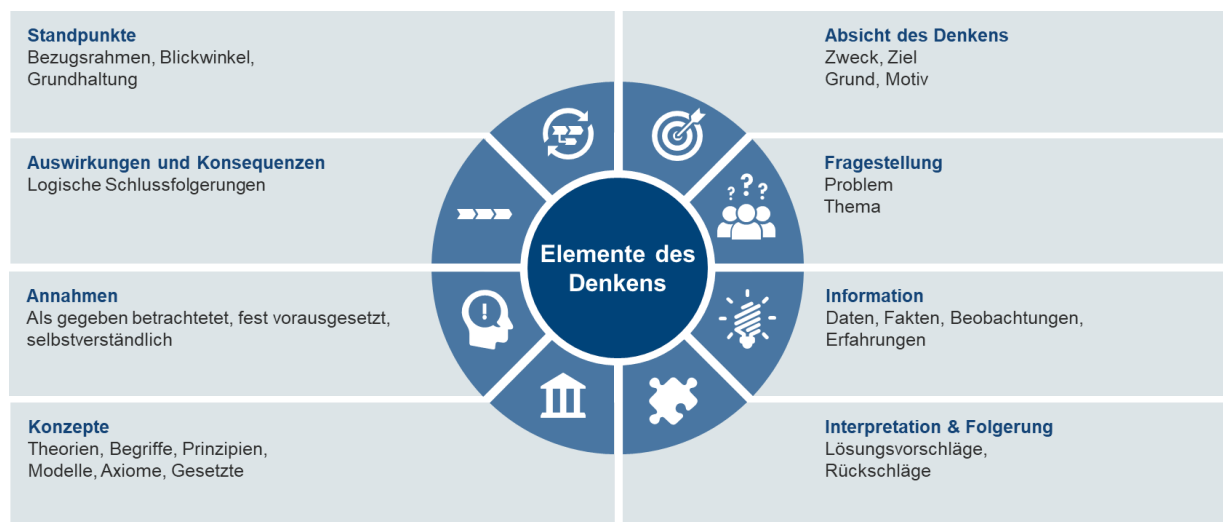 Standpunkte
Bezugsrahmen, Blickwinkel,
Grundhaltung
Absicht des Denkens
Zweck, Ziel
Grund, Motiv
Auswirkungen und Konsequenzen
Logische Schlussfolgerungen
Fragestellung
Problem
Thema
? ? ?
Elemente des
Denkens
Annahmen
Als gegeben betrachtetet, fest vorausgesetzt,
selbstverständlich
!
Information
Daten, Fakten, Beobachtungen,
Erfahrungen
Konzepte
Theorien, Begriffe, Prinzipien,
Modelle, Axiome, Gesetzte
Interpretation & Folgerung
Lösungsvorschläge,
Rückschläge